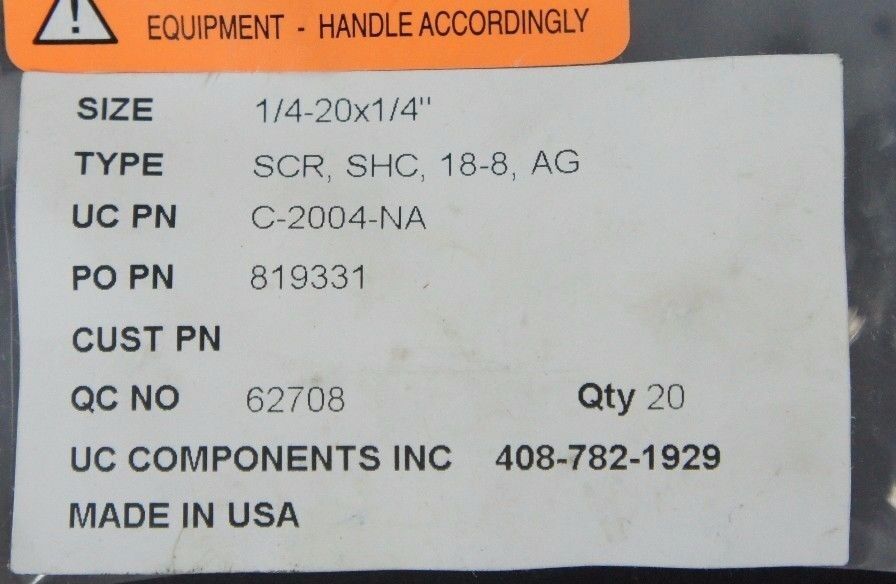 EQUIPMENT - HANDLE ACCORDINGLY
SIZE 1/4-20x1/4"
TYPE SCR, SHC, 18-8, AG
UC PN C-2004-NA
PO PN 819331
CUST PN
QC NO 62708 Qty 20
UC COMPONENTS INC 408-782-1929
MADE IN USA